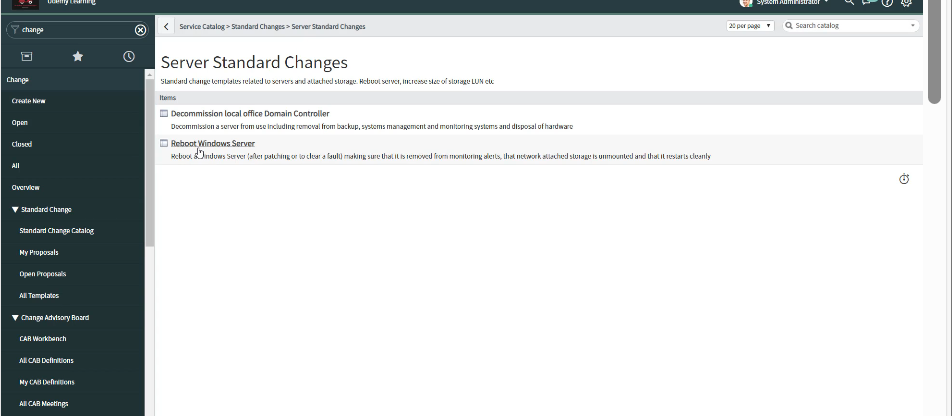 Udemy Learning
System Administrator
change
Service Catalog > Standard Changes > Server Standard Changes
20 per page
Search catalog
Change
Create New
Open
Closed
All
Overview
Standard Change
Standard Change Catalog
My Proposals
Open Proposals
All Templates
Change Advisory Board
CAB Workbench
All CAB Definitions
My CAB Definitions
All CAB Meetings
Server Standard Changes
Standard change templates related to servers and attached storage. Reboot server, increase size of storage LUN etc
Items
Decommission local office Domain Controller
Decommission a server from use including removal from backup, systems management and monitoring systems and disposal of hardware
Reboot Windows Server
Reboot a Windows Server (after patching or to clear a fault) making sure that it is removed from monitoring alerts, that network attached storage is unmounted and that it restarts cleanly